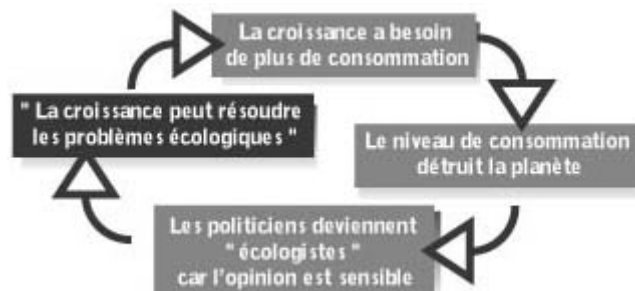 La croissance a besoin
de plus de consommation
Le niveau de consommation
détruit la planète
Les politiciens deviennent
" écologistes "
car l'opinion est sensible
" La croissance peut résoudre
les problèmes écologiques "